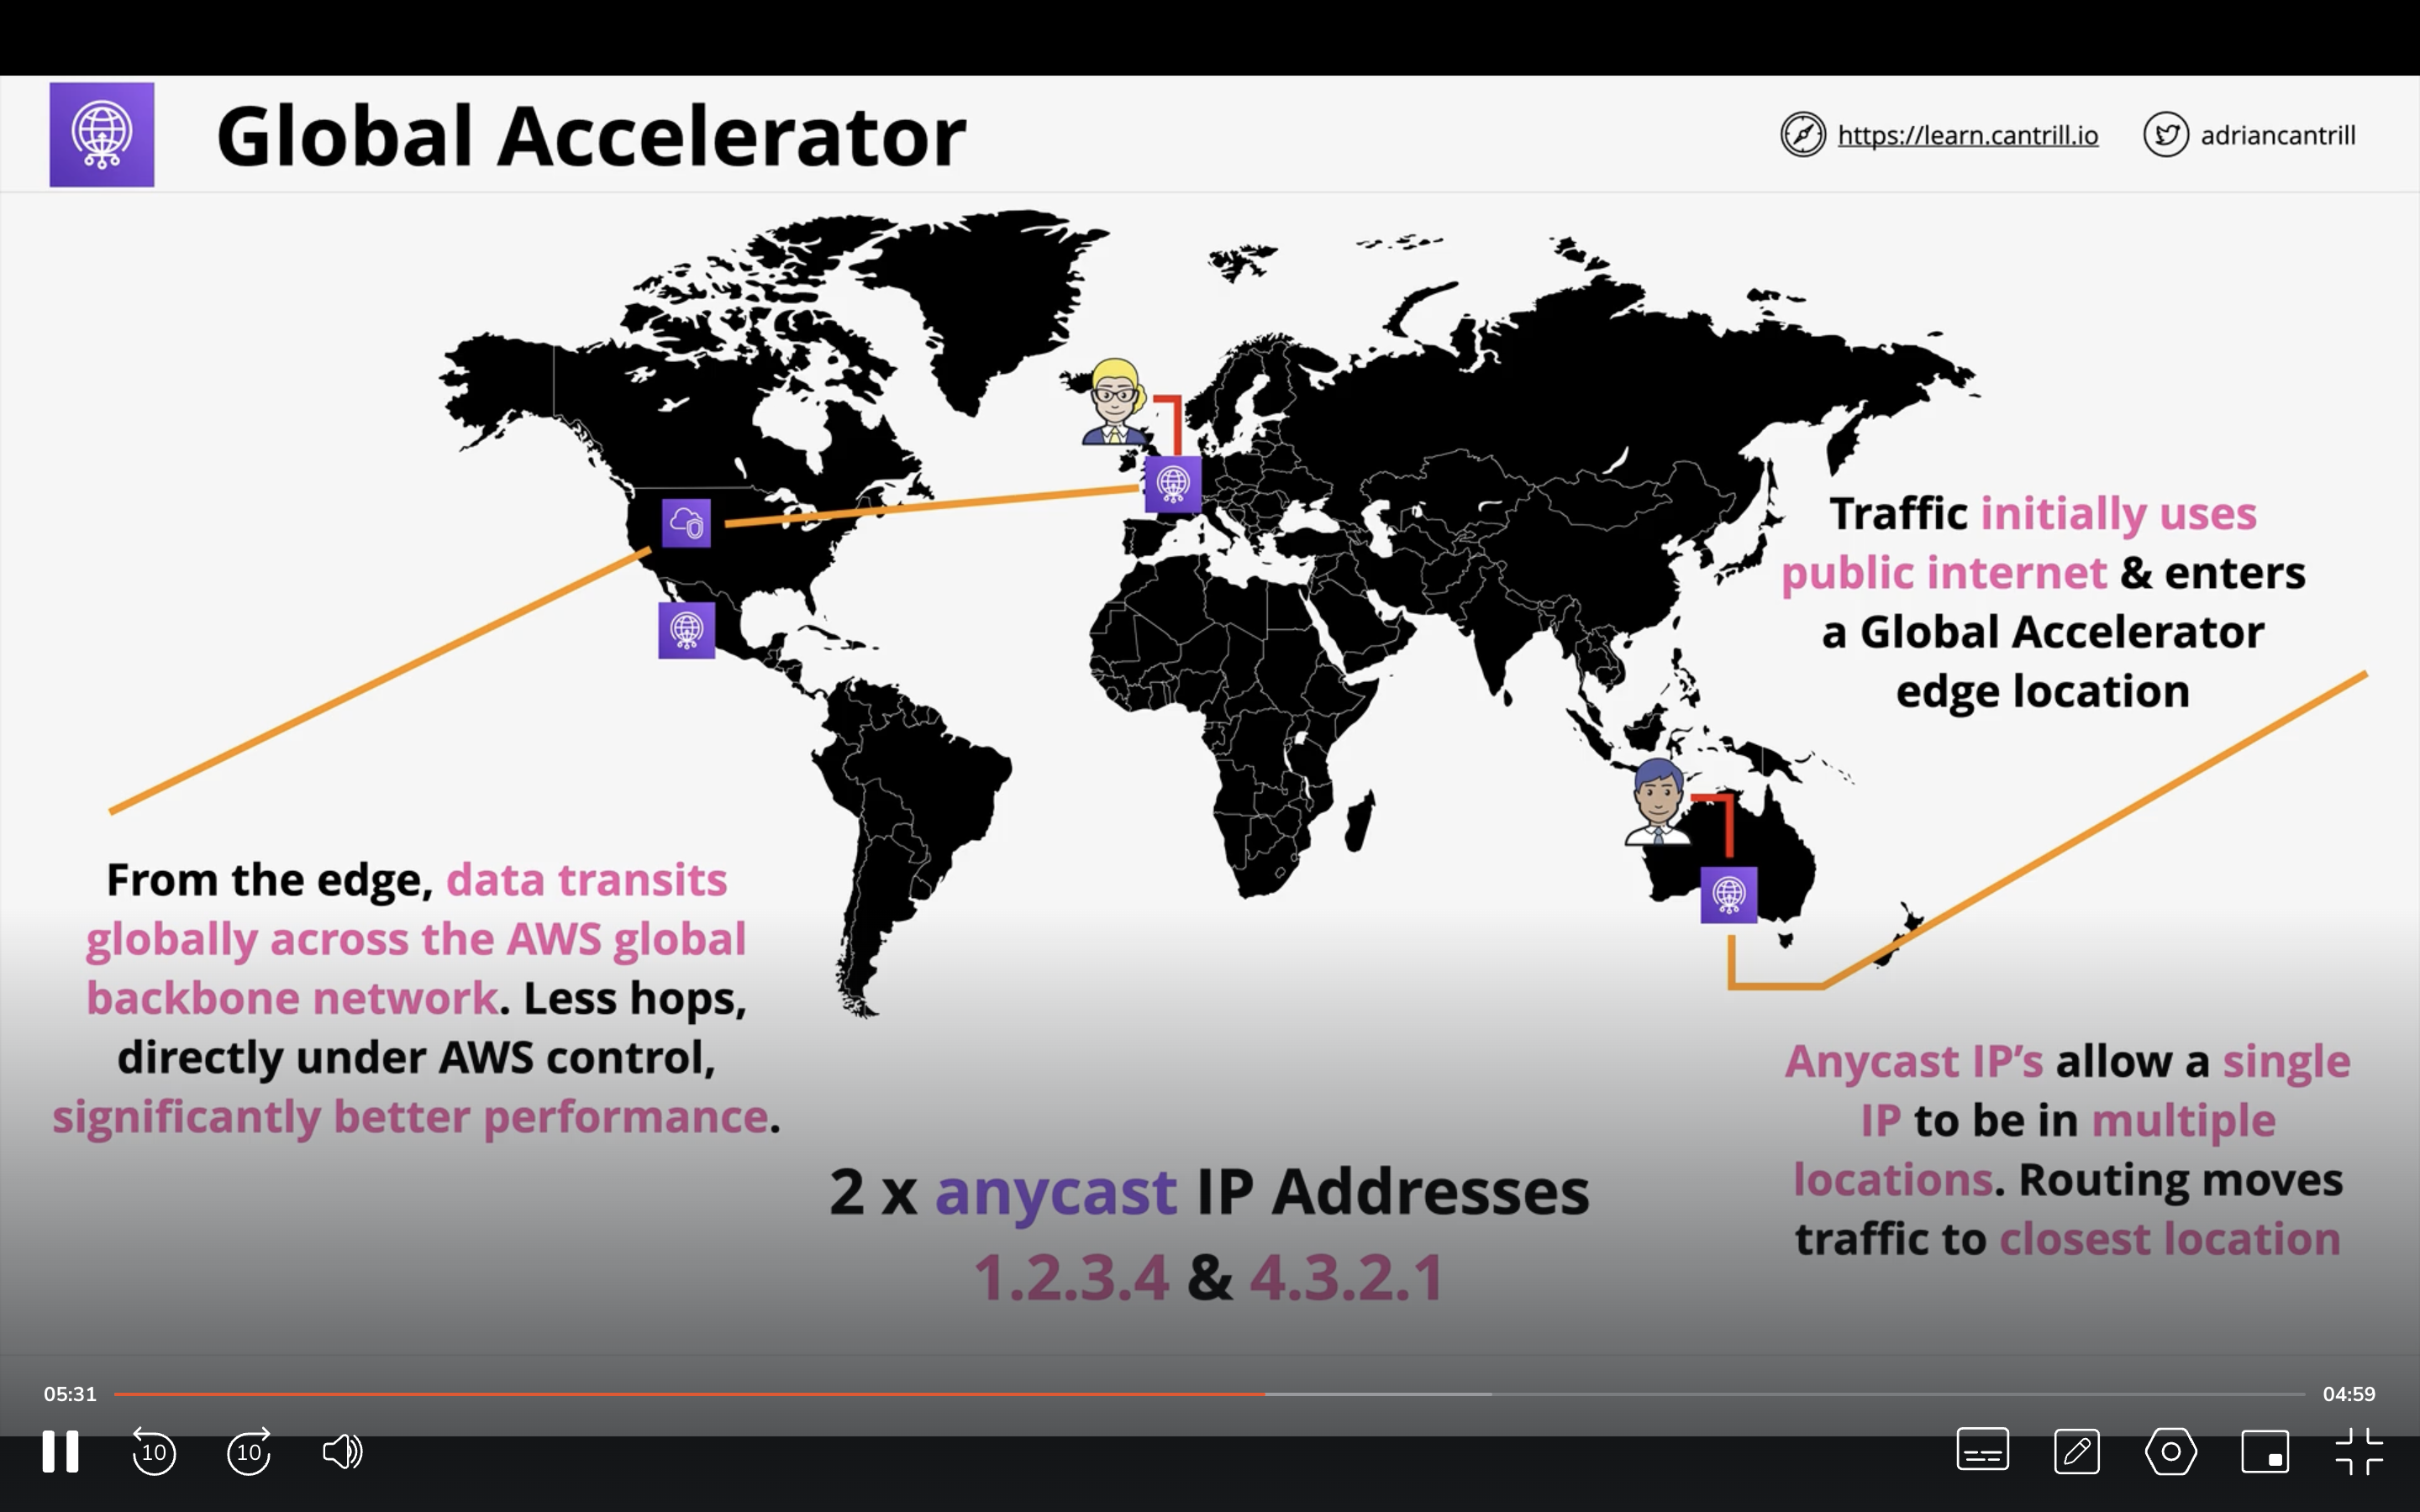 Global Accelerator
https://learn.cantrill.io
adriancantrill
Traffic initially uses
public internet & enters
a Global Accelerator
edge location
From the edge, data transits
globally across the AWS global
backbone network. Less hops,
directly under AWS control,
significantly better performance.
Anycast IP’s allow a single
IP to be in multiple
locations. Routing moves
traffic to closest location
2 x anycast IP Addresses
1.2.3.4 & 4.3.2.1
05:31
04:59
10
10